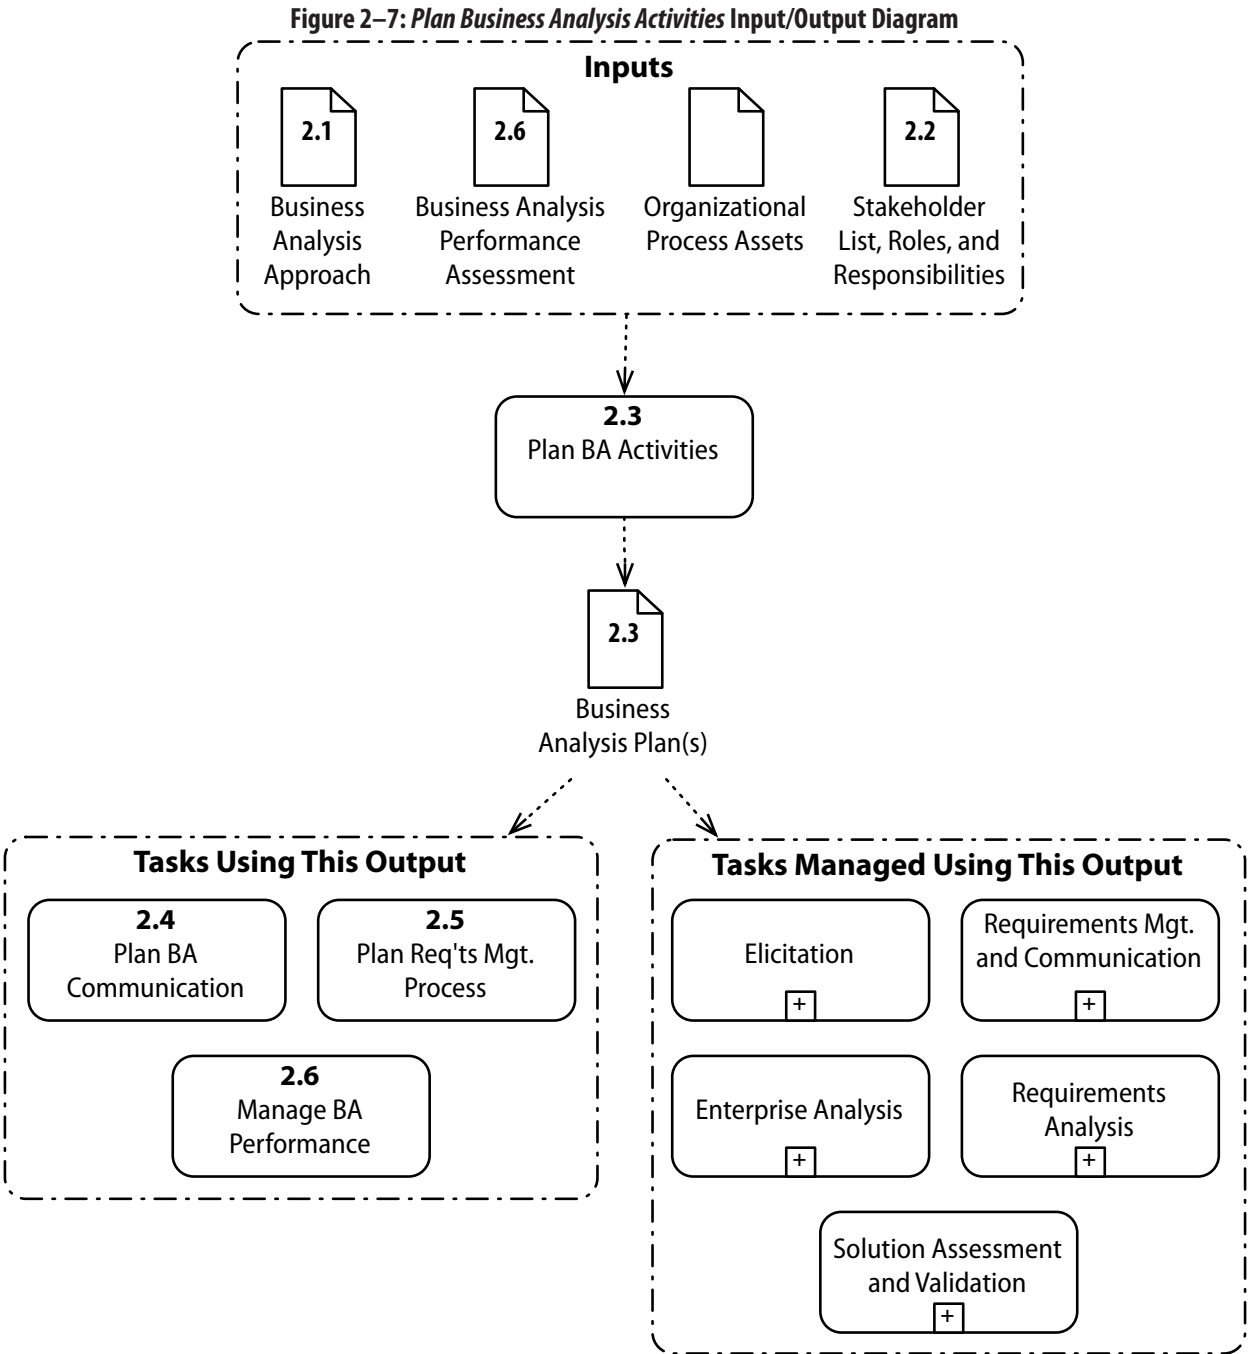 Figure 2–7: Plan Business Analysis Activities Input/Output Diagram
Inputs
2.1
Business
Analysis
Approach
2.6
Business Analysis
Performance
Assessment
Organizational
Process Assets
2.2
Stakeholder
List, Roles, and
Responsibilities
2.3
Plan BA Activities
2.3
Business
Analysis Plan(s)
Tasks Using This Output
2.4
Plan BA
Communication
2.5
Plan Req'ts Mgt.
Process
2.6
Manage BA
Performance
Tasks Managed Using This Output
Elicitation
+
Requirements Mgt.
and Communication
+
Enterprise Analysis
+
Requirements
Analysis
+
Solution Assessment
and Validation
+